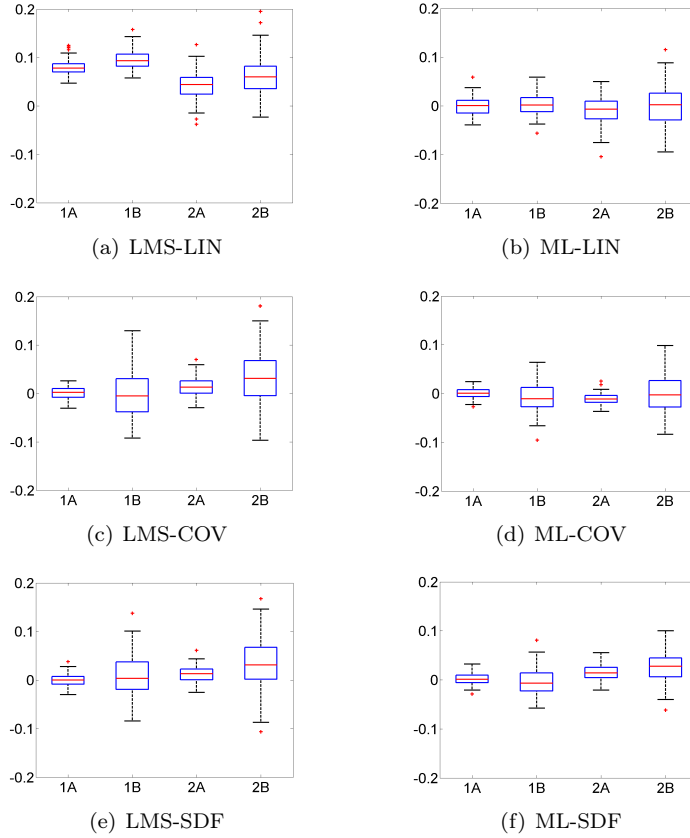 0.2
0.1
0
-0.1
-0.2
1A 1B 2A 2B
(a) LMS-LIN
0.2
0.1
0
-0.1
-0.2
1A 1B 2A 2B
(b) ML-LIN
0.2
0.1
0
-0.1
-0.2
1A 1B 2A 2B
(c) LMS-COV
0.2
0.1
0
-0.1
-0.2
1A 1B 2A 2B
(d) ML-COV
0.2
0.1
0
-0.1
-0.2
1A 1B 2A 2B
(e) LMS-SDF
0.2
0.1
0
-0.1
-0.2
1A 1B 2A 2B
(f) ML-SDF